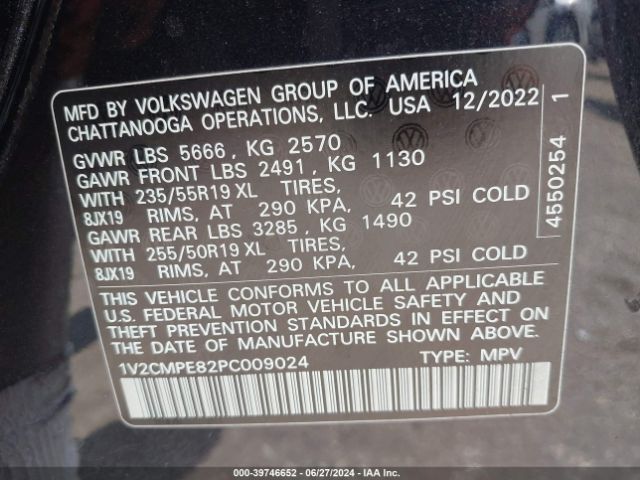 MFD BY VOLKSWAGEN GROUP OF AMERICA
CHATTANOOGA OPERATIONS, LLC. USA 12/2022
GVWR LBS 5666 , KG 2570
GAWR FRONT LBS 2491 , KG 1130
WITH 235/55R19 XL TIRES,
8JX19 RIMS, AT 290 KPA, 42 PSI COLD
GAWR REAR LBS 3285 , KG 1490
WITH 255/50R19 XL TIRES,
8JX19 RIMS, AT 290 KPA, 42 PSI COLD
4550254 1
THIS VEHICLE CONFORMS TO ALL APPLICABLE
U.S. FEDERAL MOTOR VEHICLE SAFETY AND
THEFT PREVENTION STANDARDS IN EFFECT ON
THE DATE OF MANUFACTURE SHOWN ABOVE.
1V2CMPE82PC009024 TYPE: MPV
000-39746652 - 06/27/2024 - IAA Inc.